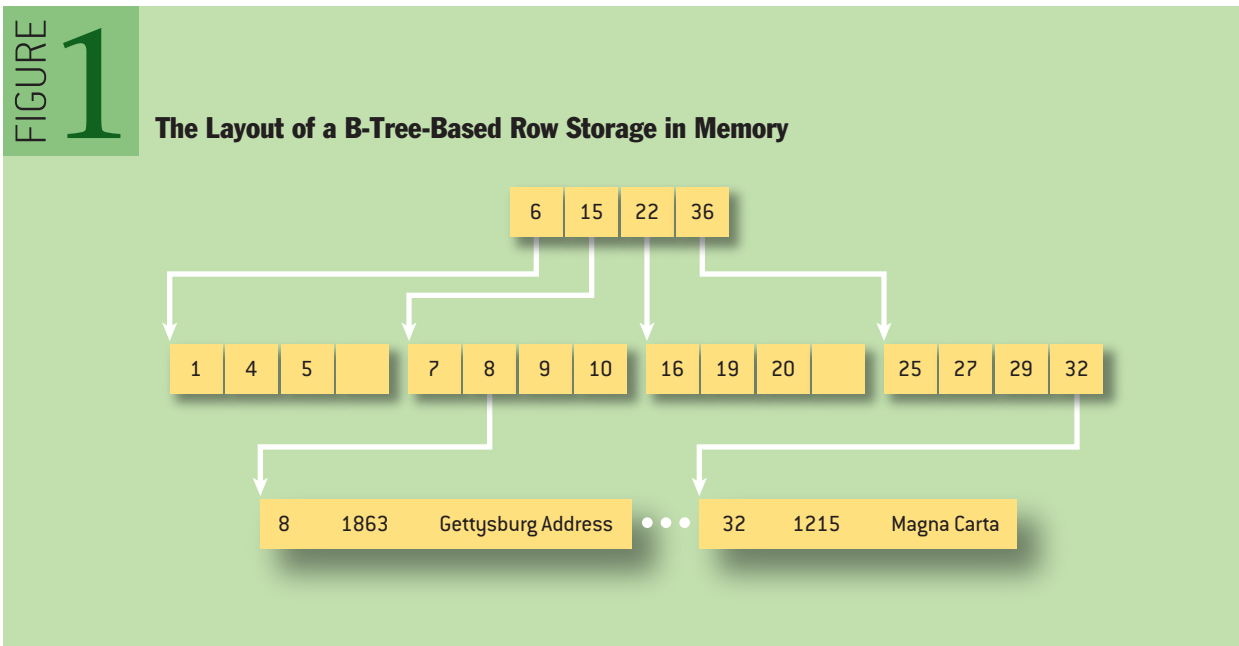 FIGURE 1
The Layout of a B-Tree-Based Row Storage in Memory
6 15 22 36
1 4 5 7 8 9 10 16 19 20 25 27 29 32
8 1863 Gettysburg Address 32 1215 Magna Carta